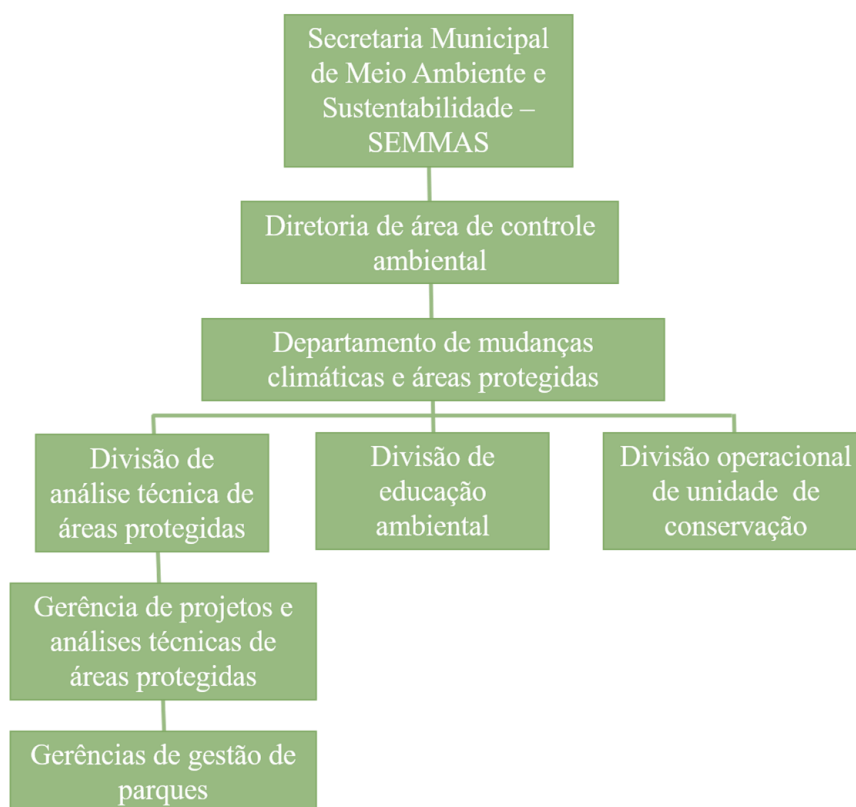 Secretaria Municipal
de Meio Ambiente e
Sustentabilidade –
SEMMAS
Diretoria de área de controle
ambiental
Departamento de mudanças
climáticas e áreas protegidas
Divisão de
análise técnica de
áreas protegidas
Divisão de
educação
ambiental
Divisão operacional
de unidade de
conservação
Gerência de projetos e
análises técnicas de
áreas protegidas
Gerências de gestão de
parques